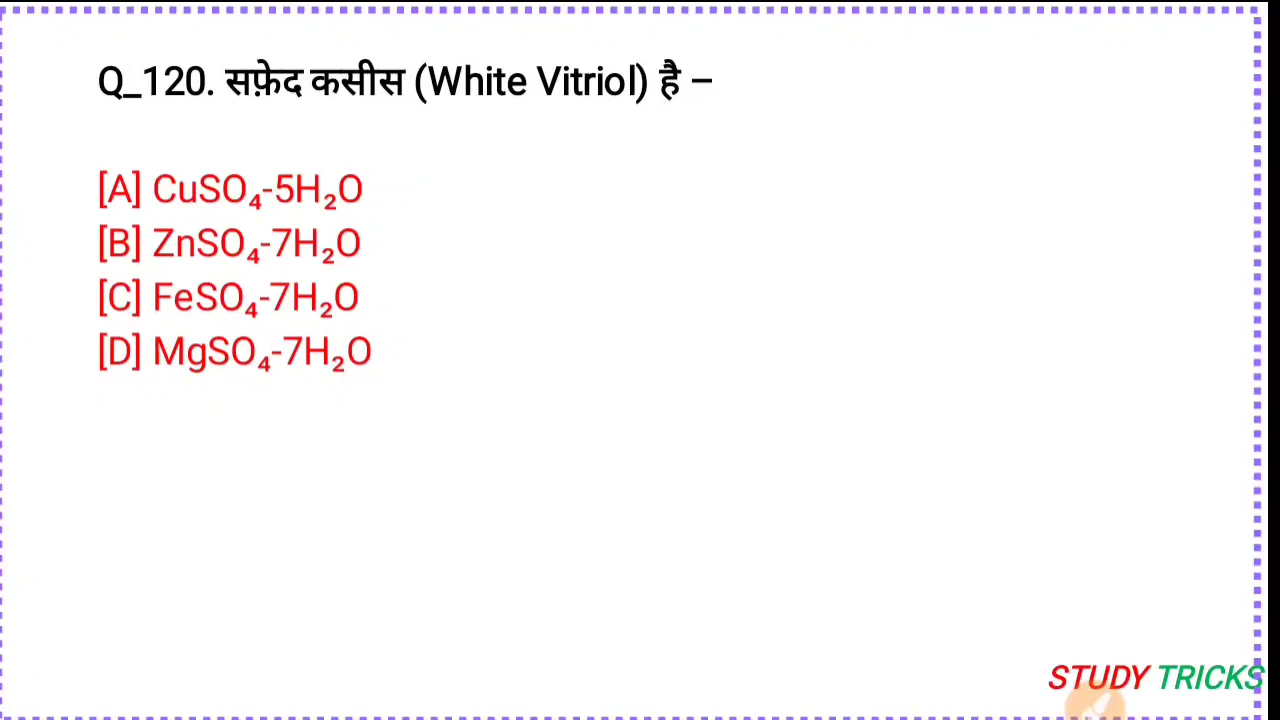 Q_120. सफ़ेद कसीस (White Vitriol) है –
[A] CuSO₄-5H₂O
[B] ZnSO₄-7H₂O
[C] FeSO₄-7H₂O
[D] MgSO₄-7H₂O
STUDY TRICKS